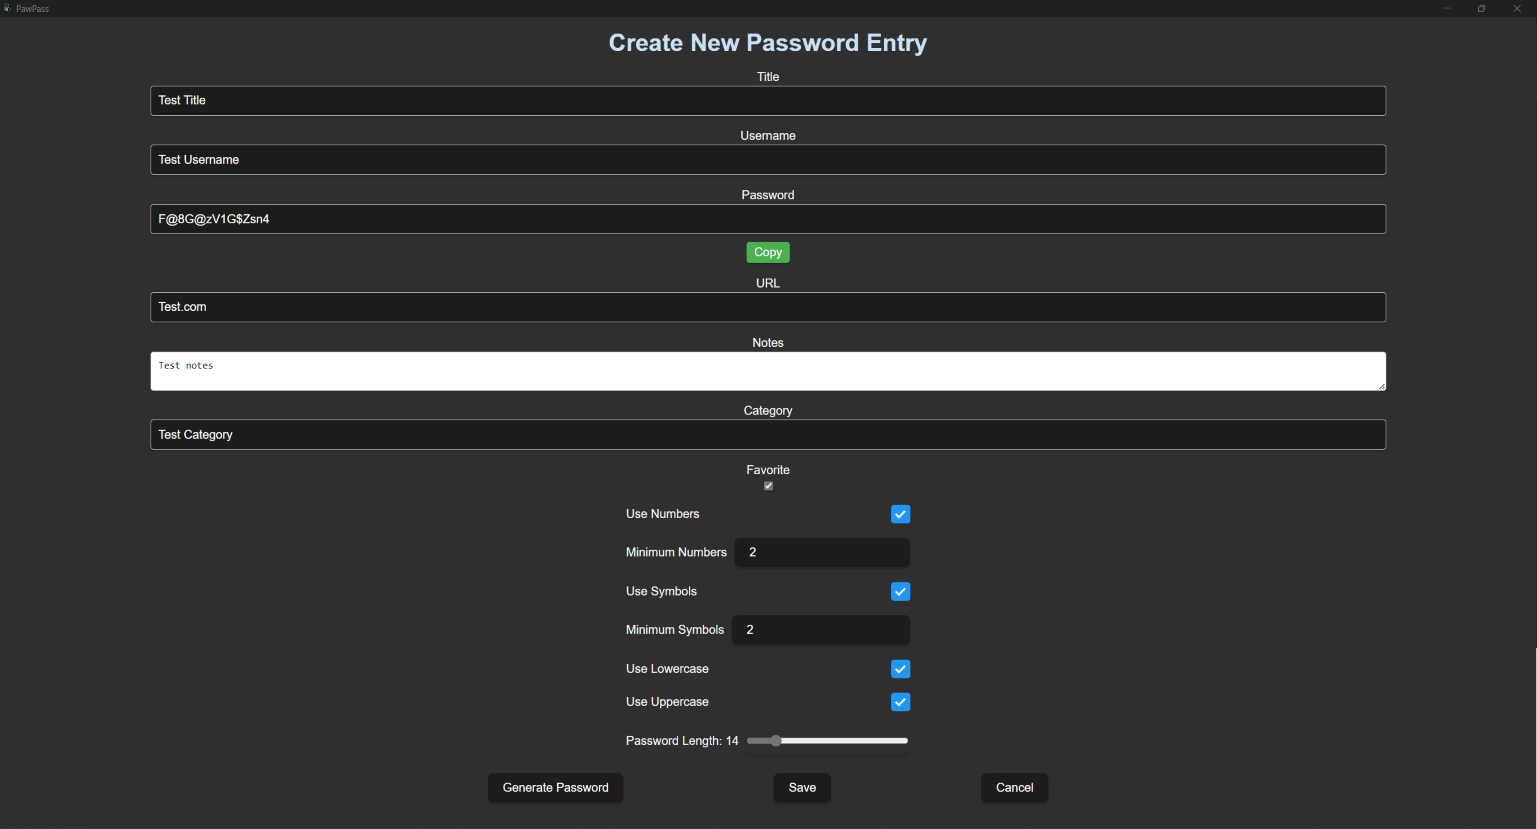 PawPass
Create New Password Entry
Title
Test Title
Username
Test Username
Password
F@8G@zV1G$Zsn4
Copy
URL
Test.com
Notes
Test notes
Category
Test Category
Favorite
Use Numbers
Minimum Numbers 2
Use Symbols
Minimum Symbols 2
Use Lowercase
Use Uppercase
Password Length: 14
Generate Password Save Cancel